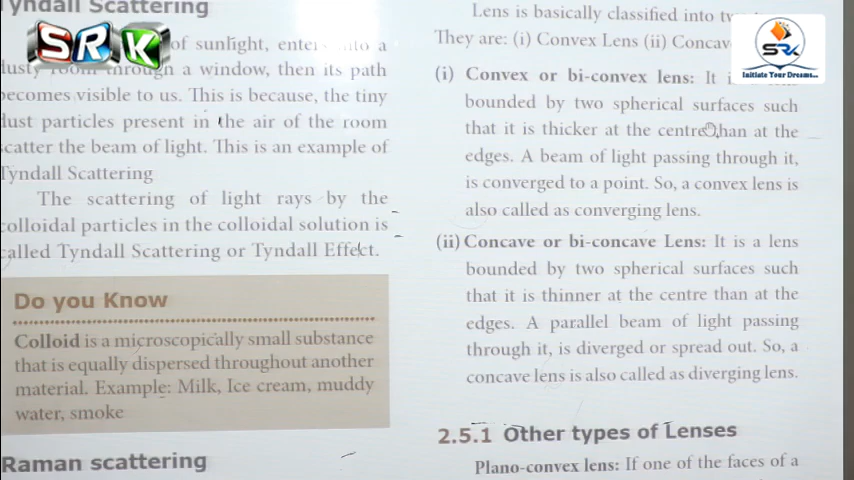 Tyndall Scattering
of sunlight, enters into a
dusty room through a window, then its path
becomes visible to us. This is because, the tiny
dust particles present in the air of the room
scatter the beam of light. This is an example of
Tyndall Scattering
The scattering of light rays by the
colloidal particles in the colloidal solution is
called Tyndall Scattering or Tyndall Effect.
Do you Know
Colloid is a microscopically small substance
that is equally dispersed throughout another
material. Example: Milk, Ice cream, muddy
water, smoke
Raman scattering
Lens is basically classified into
They are: (i) Convex Lens (ii) Concave
(i) Convex or bi-convex lens: It
bounded by two spherical surfaces such
that it is thicker at the centre than at the
edges. A beam of light passing through it,
is converged to a point. So, a convex lens is
also called as converging lens.
(ii) Concave or bi-concave Lens: It is a lens
bounded by two spherical surfaces such
that it is thinner at the centre than at the
edges. A parallel beam of light passing
through it, is diverged or spread out. So, a
concave lens is also called as diverging lens.
2.5.1 Other types of Lenses
Plano-convex lens: If one of the faces of a
SRK
SRK
Initiate Your Dreams...